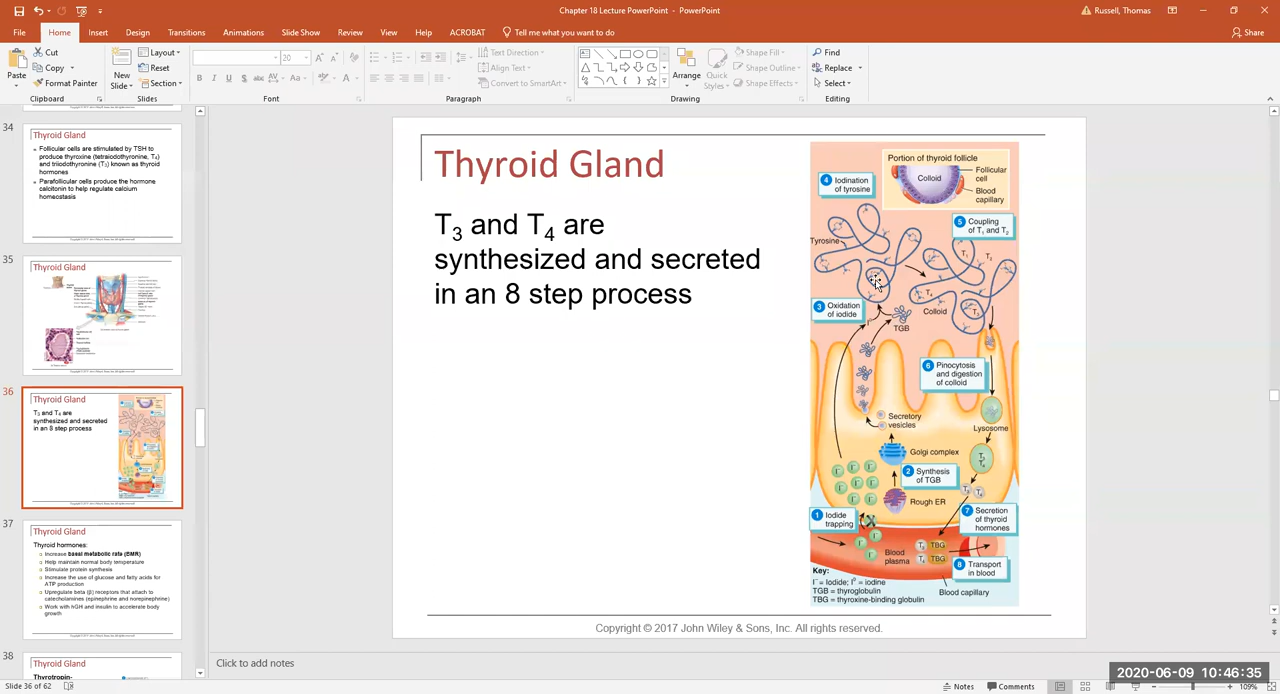 Chapter 18 Lecture PowerPoint - PowerPoint
Russell, Thomas
File Home Insert Design Transitions Animations Slide Show Review View Help ACROBAT Tell me what you want to do
Share
Paste
Cut
Copy
Format Painter
Clipboard
New
Slide
Layout
Reset
Section
Slides
20
Font
Text Direction
Align Text
Convert to SmartArt
Paragraph
Arrange
Quick
Styles
Shape Fill
Shape Outline
Shape Effects
Drawing
Find
Replace
Select
Editing
34
Thyroid Gland
Follicular cells are stimulated by TSH to
produce thyroxine (tetraiodothyronine, T4)
and triiodothyronine (T3) known as thyroid
hormones
Parafollicular cells produce the hormone
calcitonin to help regulate calcium
homeostasis
35
Thyroid Gland
36
Thyroid Gland
T3 and T4 are
synthesized and secreted
in an 8 step process
37
Thyroid Gland
Thyroid hormones:
Increase basal metabolic rate (BMR)
Help maintain normal body temperature
Stimulate protein synthesis
Increase the use of glucose and fatty acids for
ATP production
Upregulate beta (β) receptors that attach to
catecholamines (epinephrine and norepinephrine)
Work with hGH and insulin to accelerate body
growth
38
Thyroid Gland
Thyrotropin-
Thyroid Gland
T3 and T4 are
synthesized and secreted
in an 8 step process
Portion of thyroid follicle
Colloid
Follicular
cell
Blood
capillary
4 Iodination
of tyrosine
5 Coupling
of T1 and T2
Tyrosine
3 Oxidation
of iodide
TGB
Colloid
6 Pinocytosis
and digestion
of colloid
Secretory
vesicles
Lysosome
Golgi complex
2 Synthesis
of TGB
Rough ER
1 Iodide
trapping
7 Secretion
of thyroid
hormones
Blood
plasma
T3 TBG
T4 TBG
8 Transport
in blood
Key:
I− = Iodide; I0 = iodine
TGB = thyroglobulin
TBG = thyroxine-binding globulin
Blood capillary
Copyright © 2017 John Wiley & Sons, Inc. All rights reserved.
Click to add notes
2020-06-09 10:46:35
Slide 36 of 62
Notes
Comments
109%